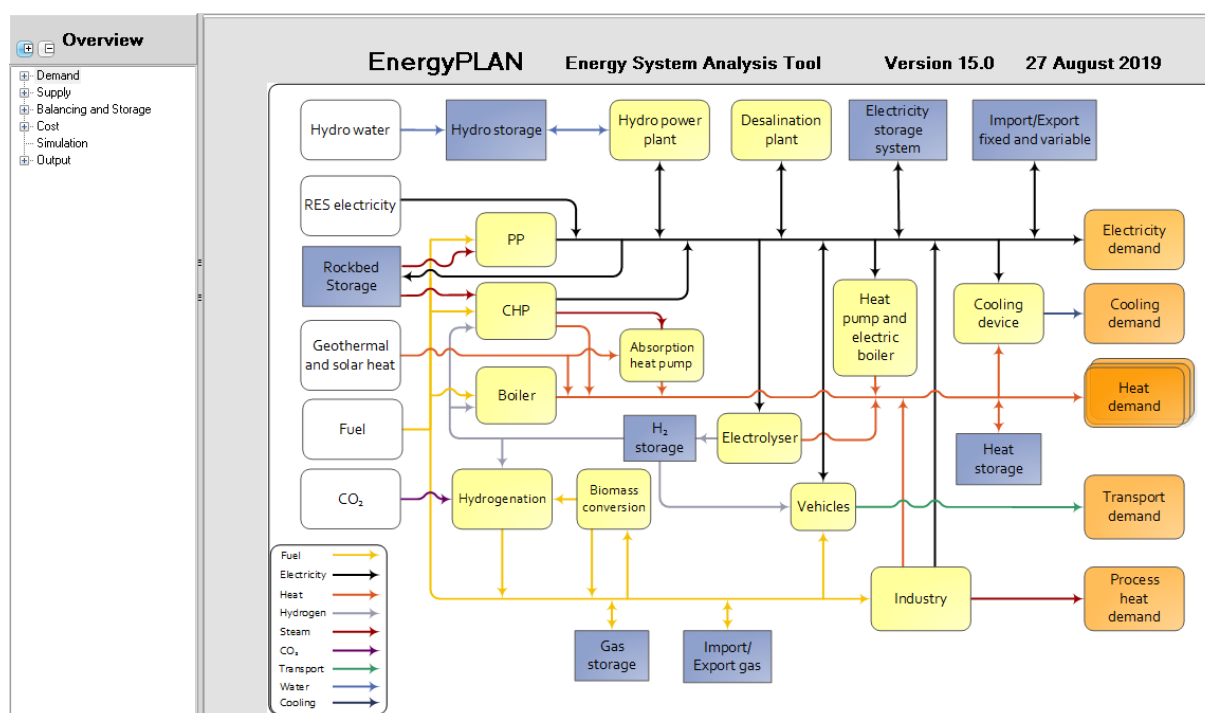 Overview
Demand
Supply
Balancing and Storage
Cost
Simulation
Output
EnergyPLAN Energy System Analysis Tool Version 15.0 27 August 2019
Hydro water
Hydro storage
Hydro power
plant
Desalination
plant
Electricity
storage
system
Import/Export
fixed and variable
RES electricity
PP
Electricity
demand
Rockbed
Storage
CHP
Heat
pump and
electric
boiler
Cooling
device
Cooling
demand
Geothermal
and solar heat
Absorption
heat pump
Boiler
Heat
demand
Fuel
H₂
storage
Electrolyser
Heat
storage
CO₂
Hydrogenation
Biomass
conversion
Vehicles
Transport
demand
Industry
Process
heat
demand
Gas
storage
Import/
Export gas
Fuel
Electricity
Heat
Hydrogen
Steam
CO₂
Transport
Water
Cooling